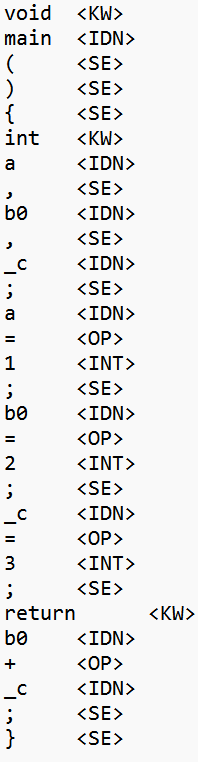 void <KW>
main <IDN>
( <SE>
) <SE>
{ <SE>
int <KW>
a <IDN>
, <SE>
b0 <IDN>
, <SE>
_c <IDN>
; <SE>
a <IDN>
= <OP>
1 <INT>
; <SE>
b0 <IDN>
= <OP>
2 <INT>
; <SE>
_c <IDN>
= <OP>
3 <INT>
; <SE>
return <KW>
b0 <IDN>
+ <OP>
_c <IDN>
; <SE>
} <SE>